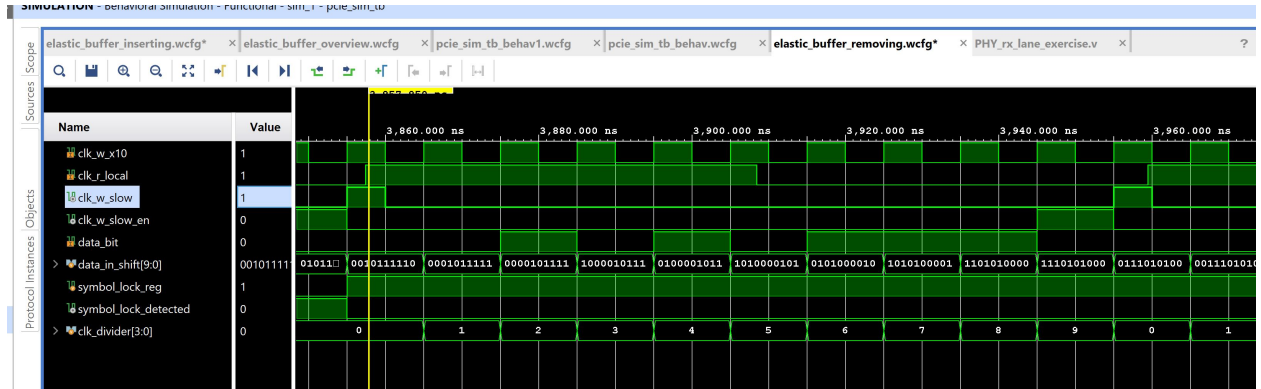 SIMULATION - Behavioral Simulation - Functional - sim_1 - pcie_sim_tb
elastic_buffer_inserting.wcfg* × elastic_buffer_overview.wcfg × pcie_sim_tb_behav1.wcfg × pcie_sim_tb_behav.wcfg × elastic_buffer_removing.wcfg* × PHY_rx_lane_exercise.v × ?
Scope
Sources
Objects
Protocol Instances
Name Value
3,860.000 ns 3,880.000 ns 3,900.000 ns 3,920.000 ns 3,940.000 ns 3,960.000 ns
clk_w_x10 1
clk_r_local 1
clk_w_slow 1
clk_w_slow_en 0
data_bit 0
> data_in_shift[9:0] 001011111 01011 0010111110 0001011111 0000101111 1000010111 0100001011 1010000101 0101000010 1010100001 1101010000 1110101000 0111010100 0011101010
symbol_lock_reg 1
symbol_lock_detected 0
> clk_divider[3:0] 0 0 1 2 3 4 5 6 7 8 9 0 1